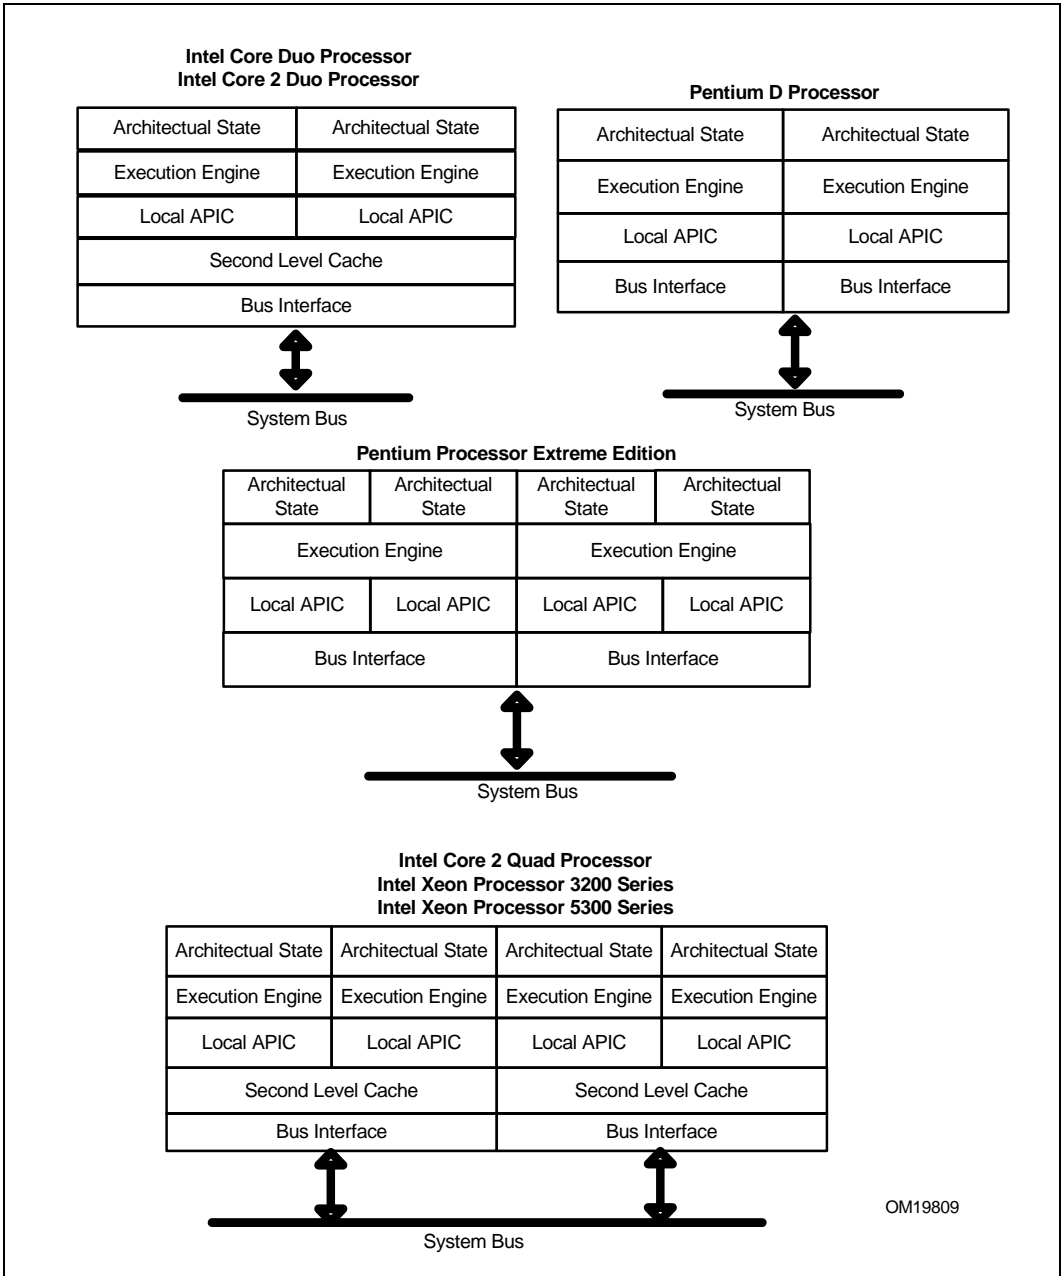 Intel Core Duo Processor
Intel Core 2 Duo Processor
Architectual State Architectual State
Execution Engine Execution Engine
Local APIC Local APIC
Second Level Cache
Bus Interface
System Bus
Pentium D Processor
Architectual State Architectual State
Execution Engine Execution Engine
Local APIC Local APIC
Bus Interface Bus Interface
System Bus
Pentium Processor Extreme Edition
Architectual Architectual Architectual Architectual
State State State State
Execution Engine Execution Engine
Local APIC Local APIC Local APIC Local APIC
Bus Interface Bus Interface
System Bus
Intel Core 2 Quad Processor
Intel Xeon Processor 3200 Series
Intel Xeon Processor 5300 Series
Architectual State Architectual State Architectual State Architectual State
Execution Engine Execution Engine Execution Engine Execution Engine
Local APIC Local APIC Local APIC Local APIC
Second Level Cache Second Level Cache
Bus Interface Bus Interface
System Bus
OM19809